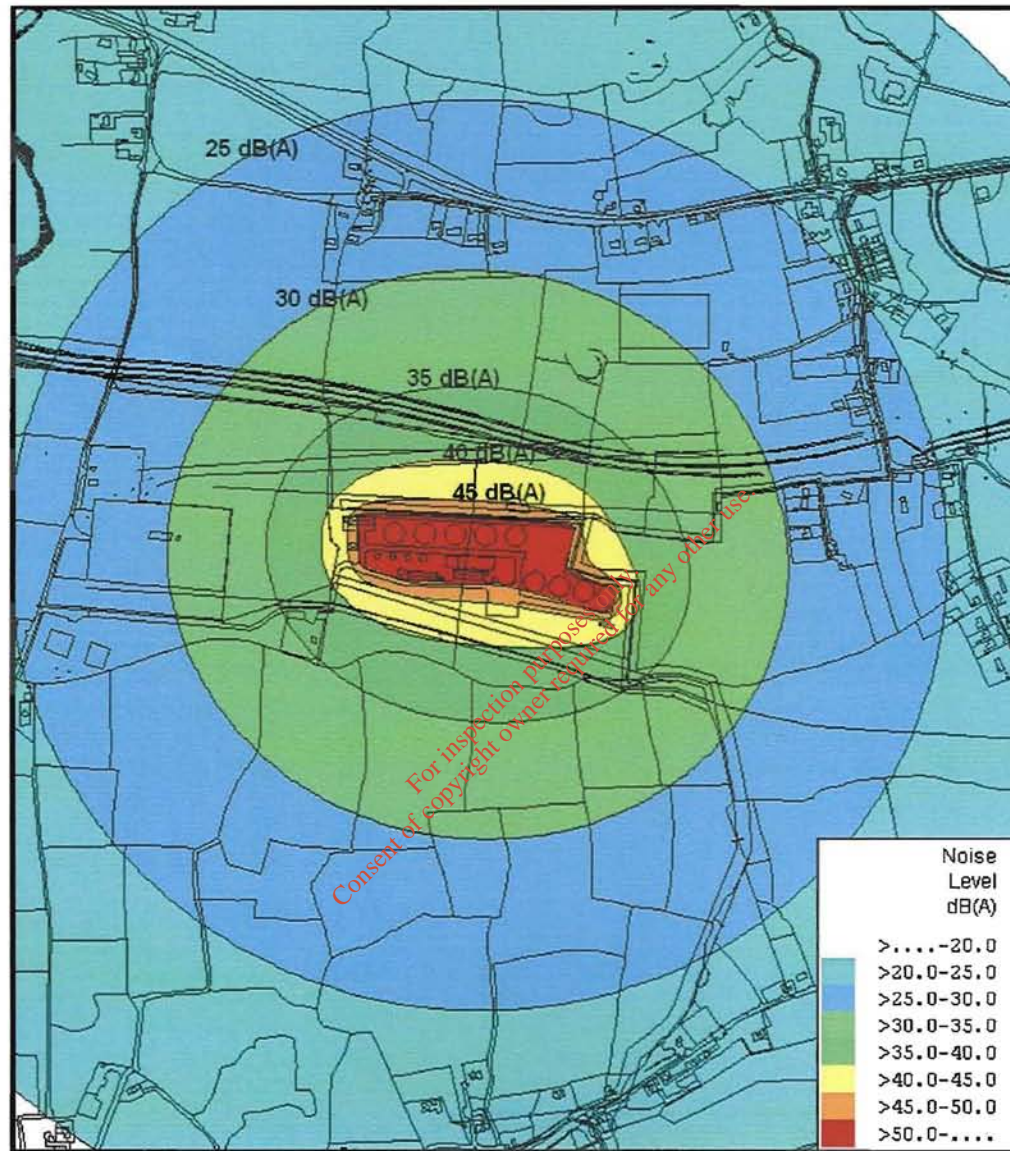 25 dB(A)
30 dB(A)
35 dB(A)
40 dB(A)
45 dB(A)
For inspection purposes only.
Consent of copyright owner required for any other use.
Noise
Level
dB(A)
>....-20.0
>20.0-25.0
>25.0-30.0
>30.0-35.0
>35.0-40.0
>40.0-45.0
>45.0-50.0
>50.0-....